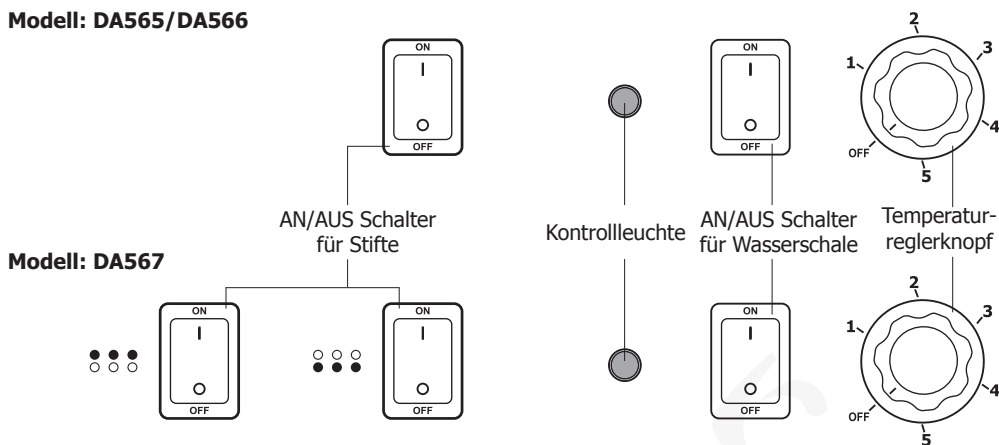 Modell: DA565/DA566
ON
OFF
ON
OFF
1
2
3
4
5
OFF
AN/AUS Schalter
für Stifte
Kontrollleuchte
AN/AUS Schalter
für Wasserschale
Temperatur-
reglerknopf
Modell: DA567
ON
OFF
ON
OFF
ON
OFF
1
2
3
4
5
OFF